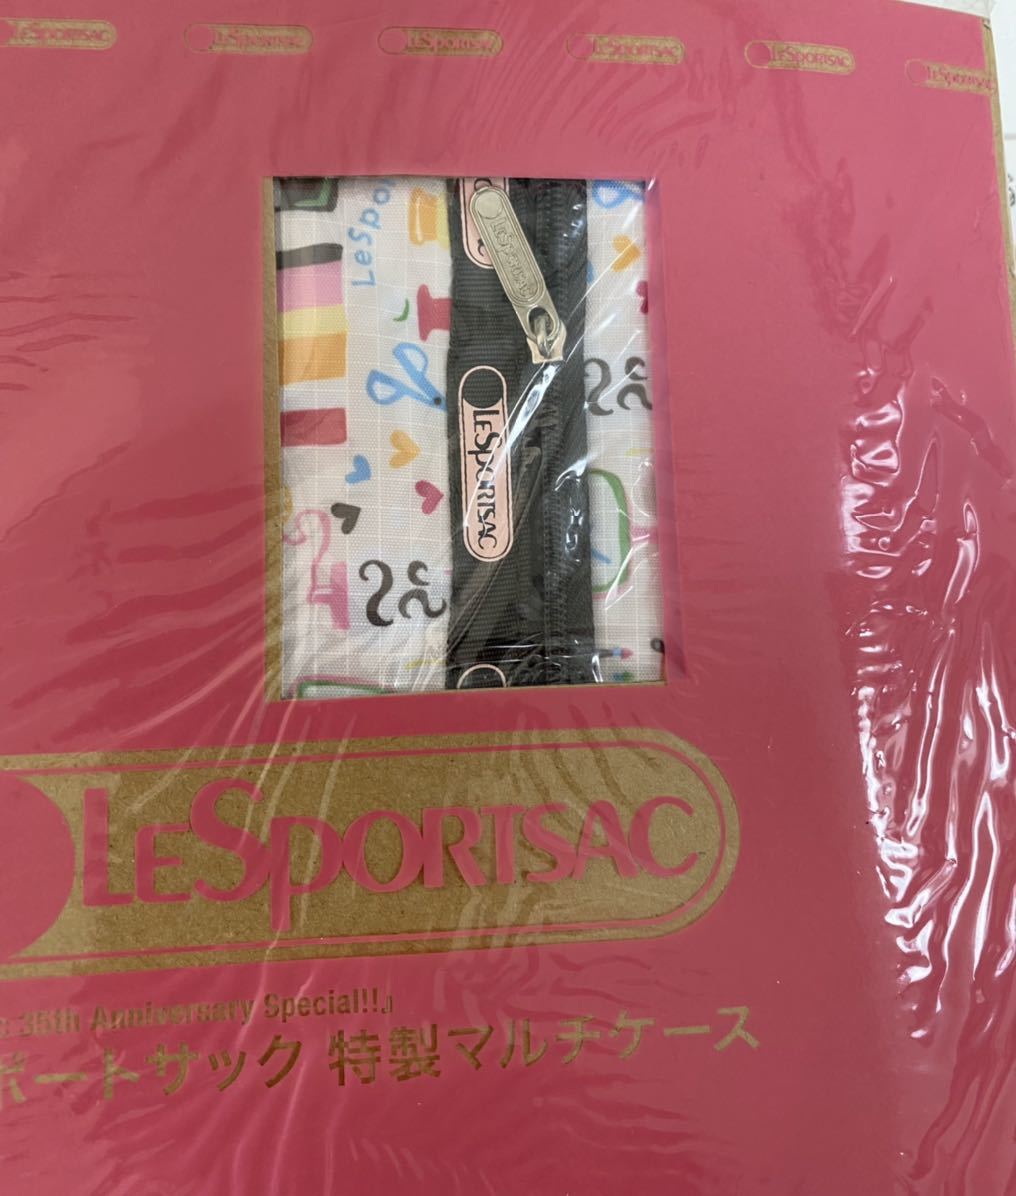 LESPORTSAC LESPORTSAC LESPORTSAC LESPORTSAC LESPORTSAC LESPORTSAC
LeSpo
LESPORTSAC
LESPORTSAC
LESPORTSAC
35th Anniversary Special!!』
ポートサック 特製マルチケース